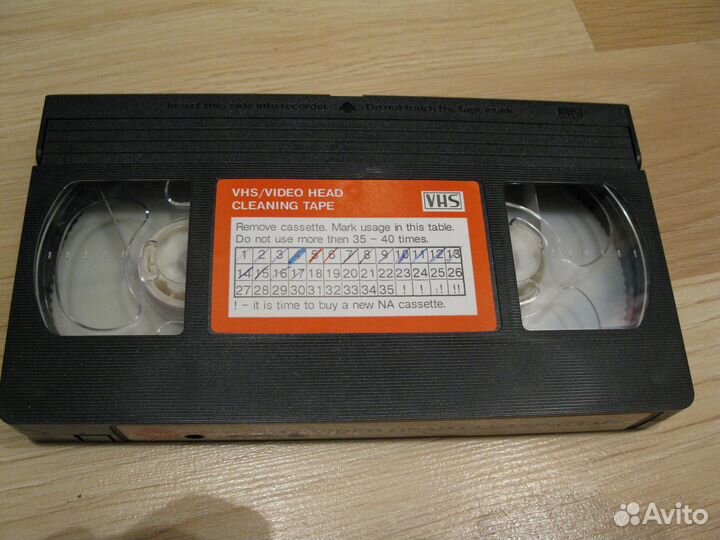 Insert this side into recorder Do not touch the tape inside VHS
VHS/VIDEO HEAD
CLEANING TAPE
VHS
Remove cassette. Mark usage in this table.
Do not use more then 35 - 40 times.
1 2 3 5 6 7 8 9 10 11 12 13
14 15 16 17 18 19 20 21 22 23 24 25 26
27 28 29 30 31 32 33 34 35 ! ! :! !!
! - it is time to buy a new NA cassette.
Avito